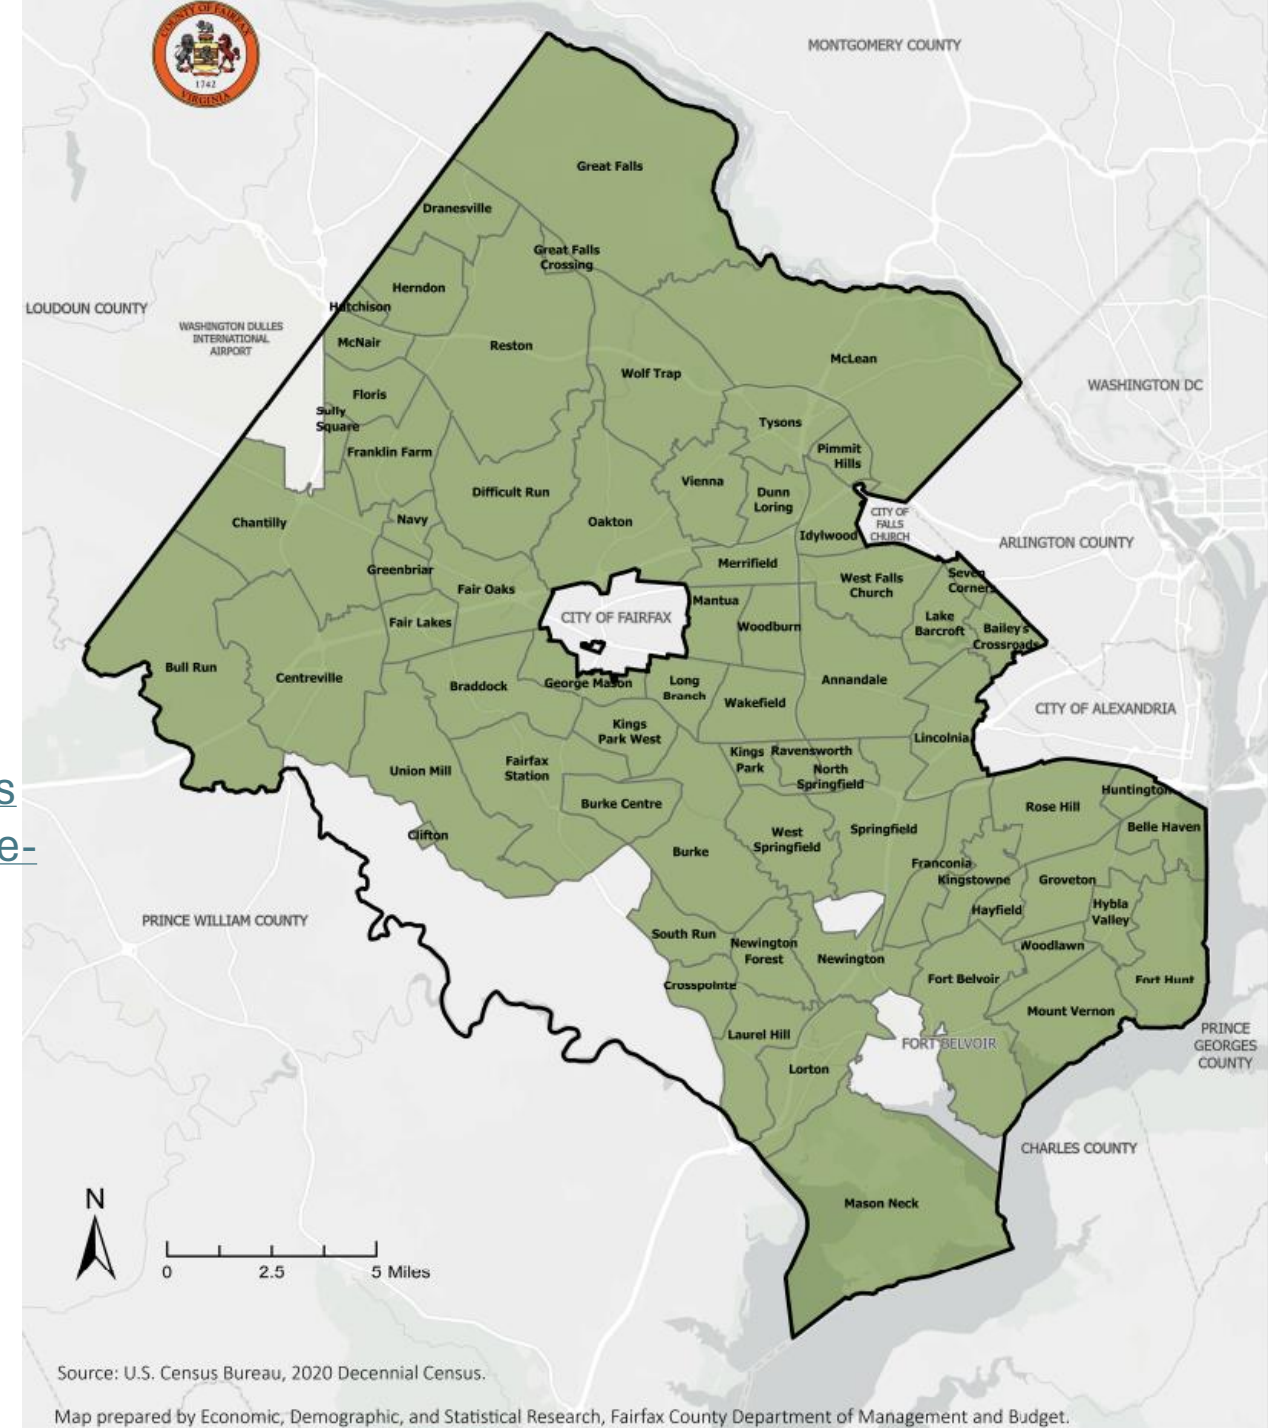 COUNTY OF FAIRFAX
1742
VIRGINIA
MONTGOMERY COUNTY
Great Falls
Dranesville
Great Falls
Crossing
Herndon
Hutchison
LOUDOUN COUNTY
WASHINGTON DULLES
INTERNATIONAL
AIRPORT
McNair
Reston
McLean
Wolf Trap
WASHINGTON DC
Floris
Sully
Square
Tysons
Franklin Farm
Pimmit
Hills
Vienna
Difficult Run
Dunn
Loring
Chantilly
Navy
Oakton
CITY OF
FALLS
CHURCH
Idylwood
ARLINGTON COUNTY
Merrifield
Greenbriar
Fair Oaks
West Falls
Church
Seven
Corners
Mantua
Fair Lakes
CITY OF FAIRFAX
Woodburn
Lake
Barcroft
Bailey's
Crossroads
Bull Run
Centreville
Braddock
George Mason
Long
Branch
Annandale
Wakefield
CITY OF ALEXANDRIA
Kings
Park West
Lincolnia
Kings
Park
Ravensworth
North
Springfield
Union Mill
Fairfax
Station
Burke Centre
Huntington
Rose Hill
s
e-
Clifton
West
Springfield
Springfield
Belle Haven
Burke
Franconia
Kingstowne
Groveton
Hayfield
Hybla
Valley
PRINCE WILLIAM COUNTY
South Run
Newington
Forest
Newington
Woodlawn
Crosspointe
Fort Belvoir
Fort Hunt
Mount Vernon
Laurel Hill
FORT BELVOIR
PRINCE
GEORGES
COUNTY
Lorton
CHARLES COUNTY
Mason Neck
N
0 2.5 5 Miles
Source: U.S. Census Bureau, 2020 Decennial Census.
Map prepared by Economic, Demographic, and Statistical Research, Fairfax County Department of Management and Budget.